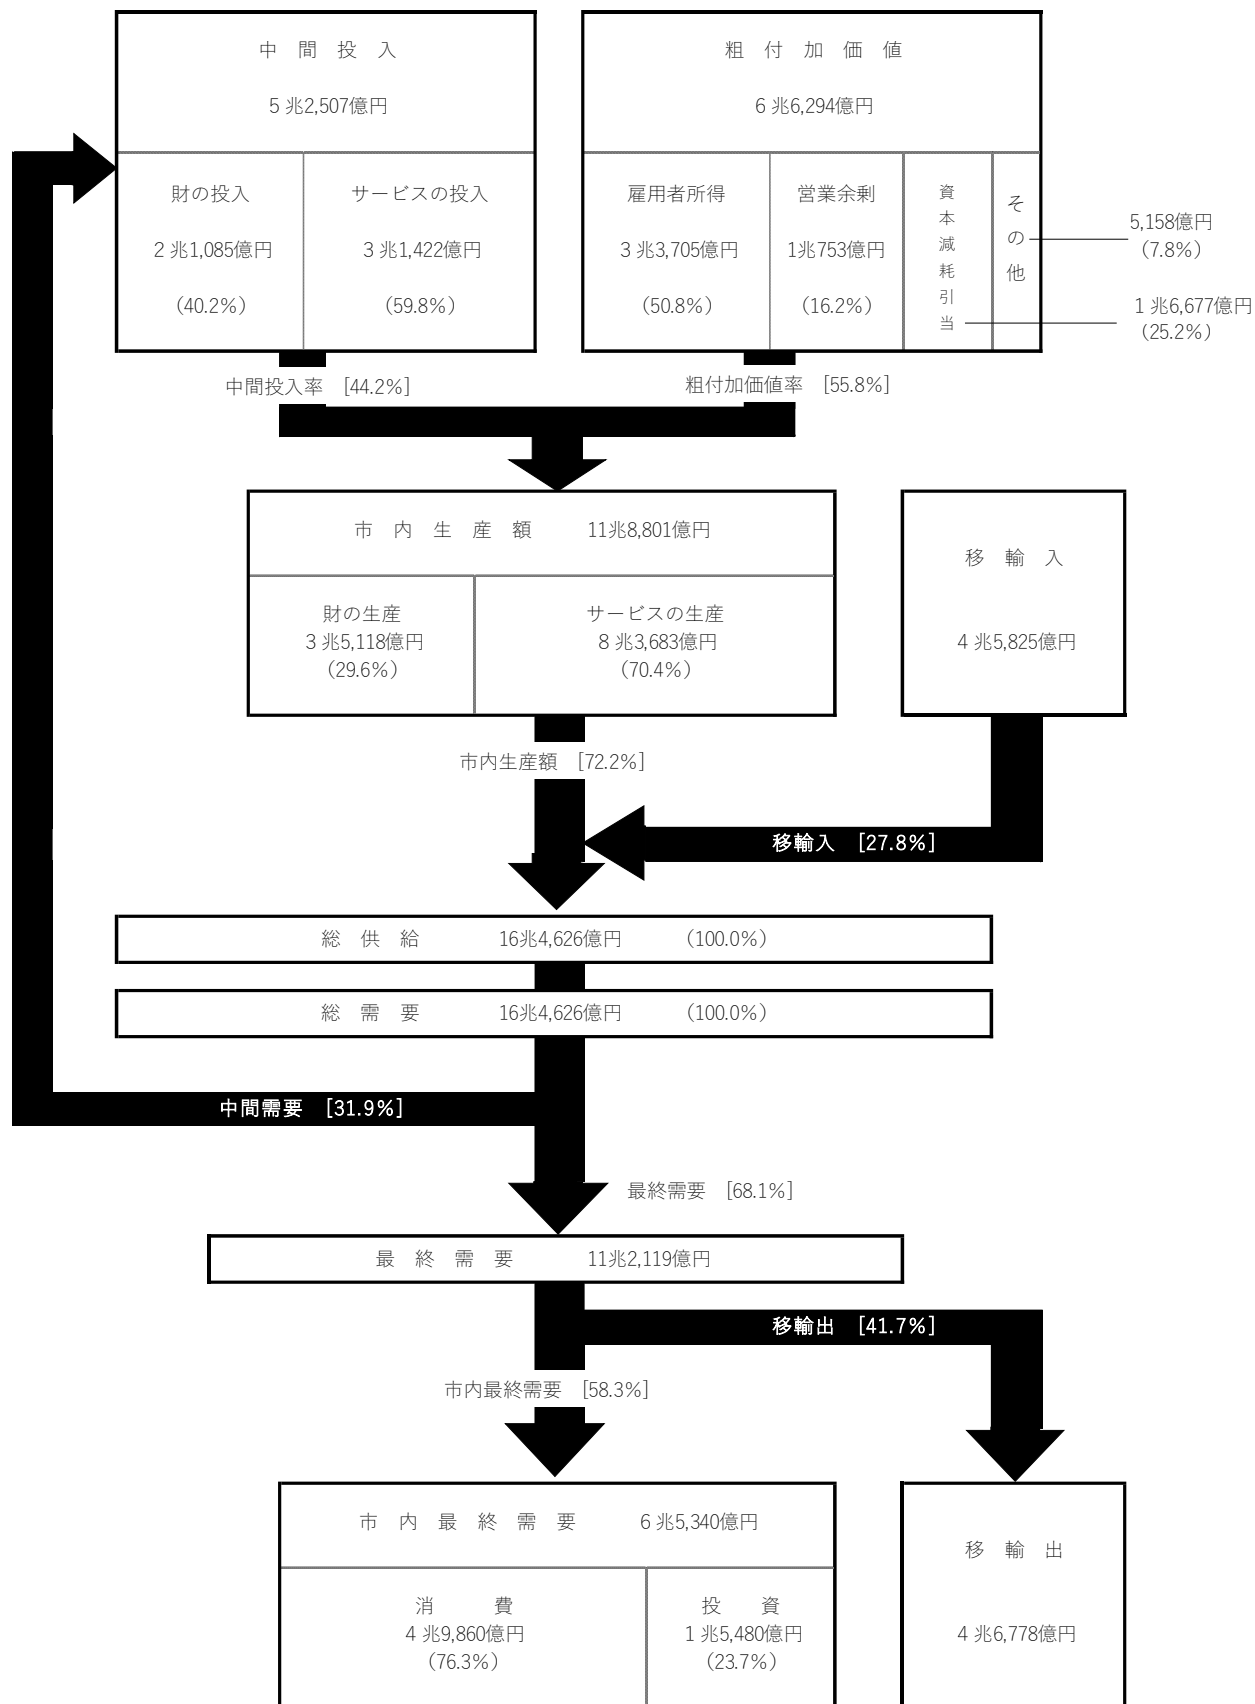 中　間　投　入
5 兆2,507億円
粗　付　加　価　値
6 兆6,294億円
財の投入
2 兆1,085億円
（40.2%）
サービスの投入
3 兆1,422億円
（59.8%）
雇用者所得
3 兆3,705億円
（50.8%）
営業余剰
1兆753億円
（16.2%）
資本減耗引当
その他
5,158億円
（7.8%）
1 兆6,677億円
（25.2%）
中間投入率　[44.2%]
粗付加価値率　[55.8%]
市　内　生　産　額　　11兆8,801億円
財の生産
3 兆5,118億円
（29.6%）
サービスの生産
8 兆3,683億円
（70.4%）
移　輸　入
4 兆5,825億円
市内生産額　[72.2%]
移輸入　[27.8%]
総　供　給　　16兆4,626億円　　（100.0%）
総　需　要　　16兆4,626億円　　（100.0%）
中間需要　[31.9%]
最終需要　[68.1%]
最　終　需　要　　11兆2,119億円
移輸出　[41.7%]
市内最終需要　[58.3%]
市　内　最　終　需　要　　6 兆5,340億円
消　　費
4 兆9,860億円
（76.3%）
投　　資
1 兆5,480億円
（23.7%）
移　輸　出
4 兆6,778億円